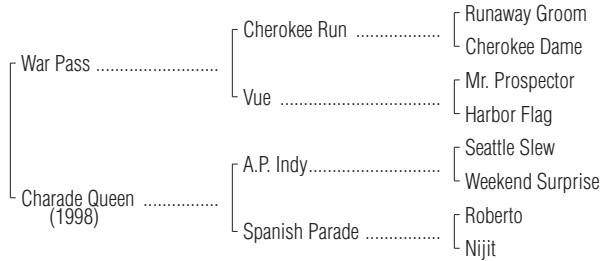 Runaway Groom
Cherokee Run ..................
Cherokee Dame
War Pass ..........................
Mr. Prospector
Vue ..................................
Harbor Flag
Seattle Slew
A.P. Indy............................
Weekend Surprise
Charade Queen ................
(1998)
Roberto
Spanish Parade ................
Nijit